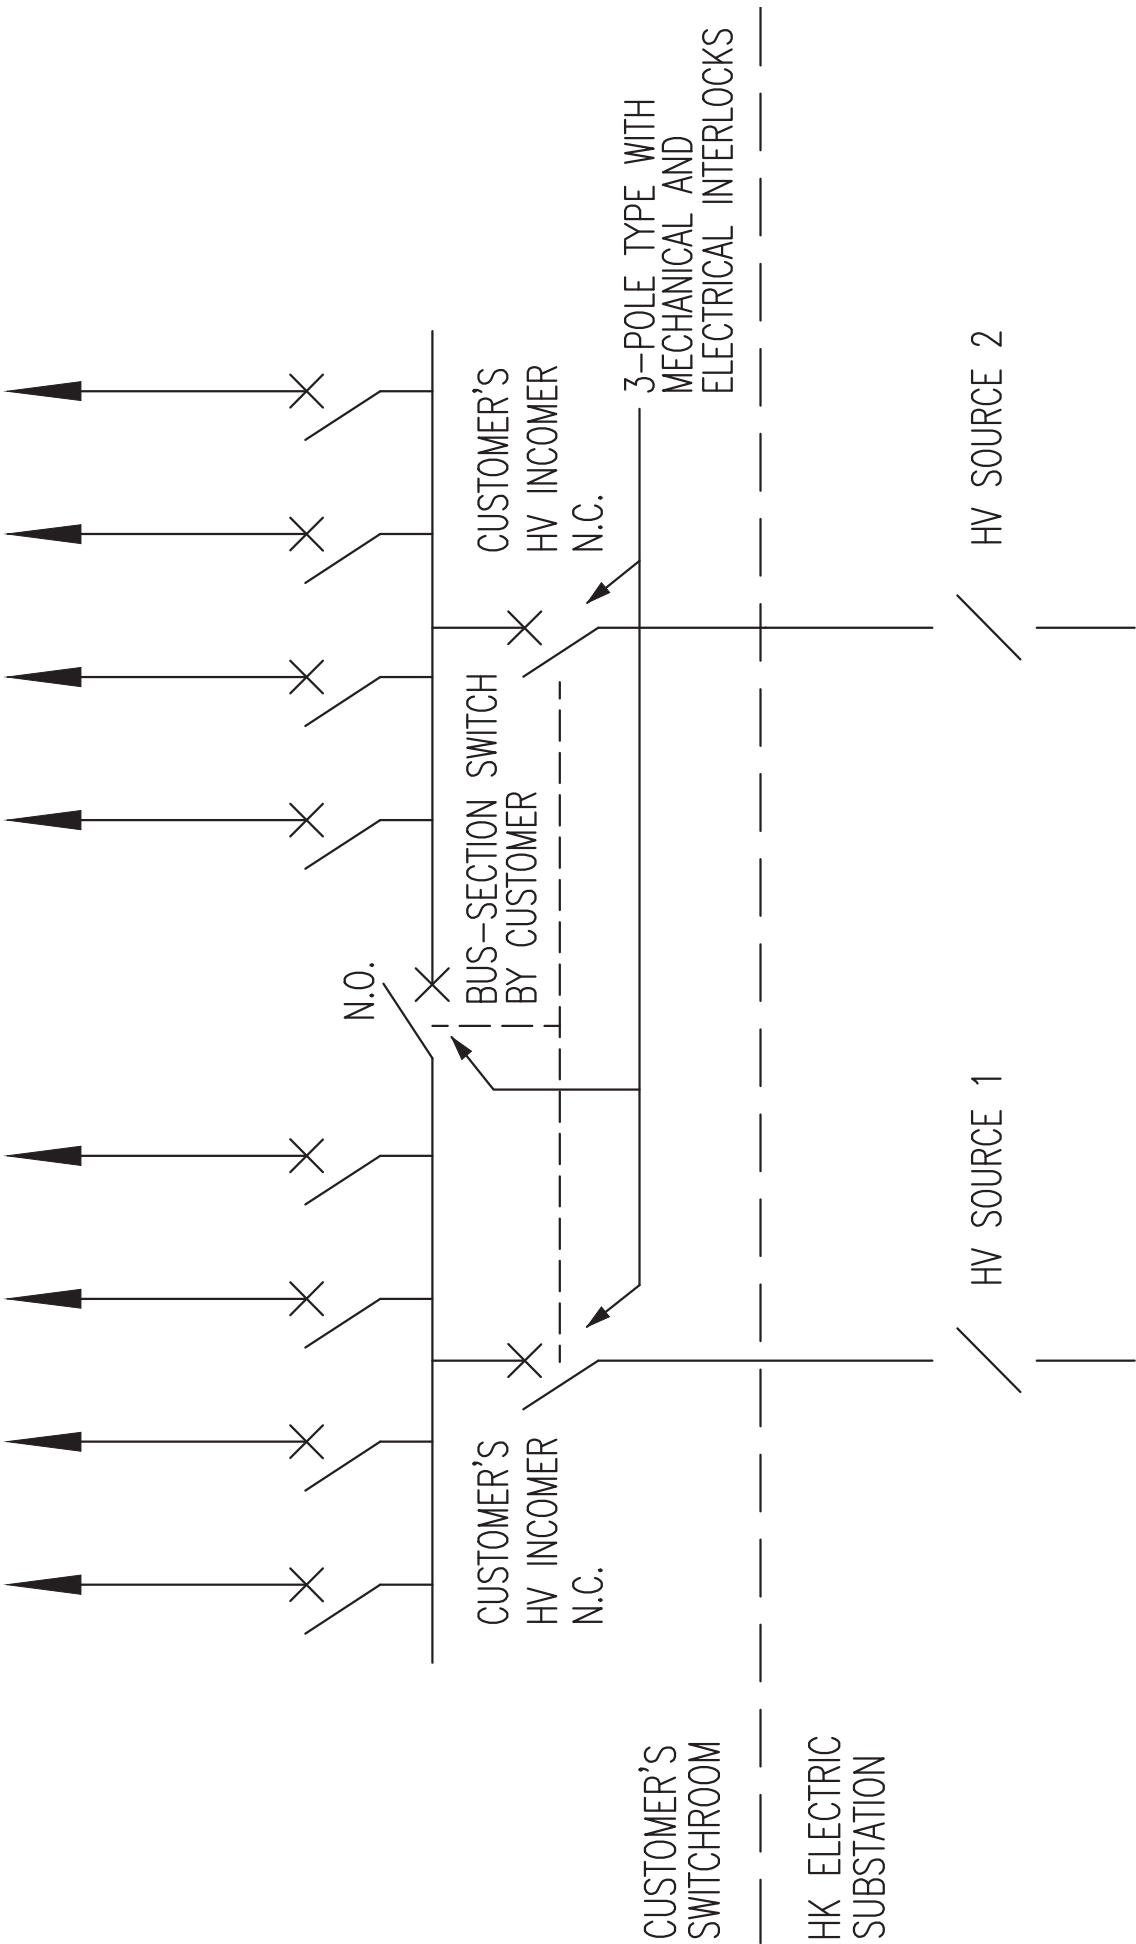 N.O.
BUS-SECTION SWITCH
BY CUSTOMER
CUSTOMER'S
HV INCOMER
N.C.
CUSTOMER'S
HV INCOMER
N.C.
3-POLE TYPE WITH
MECHANICAL AND
ELECTRICAL INTERLOCKS
CUSTOMER'S
SWITCHROOM
HK ELECTRIC
SUBSTATION
HV SOURCE 1
HV SOURCE 2